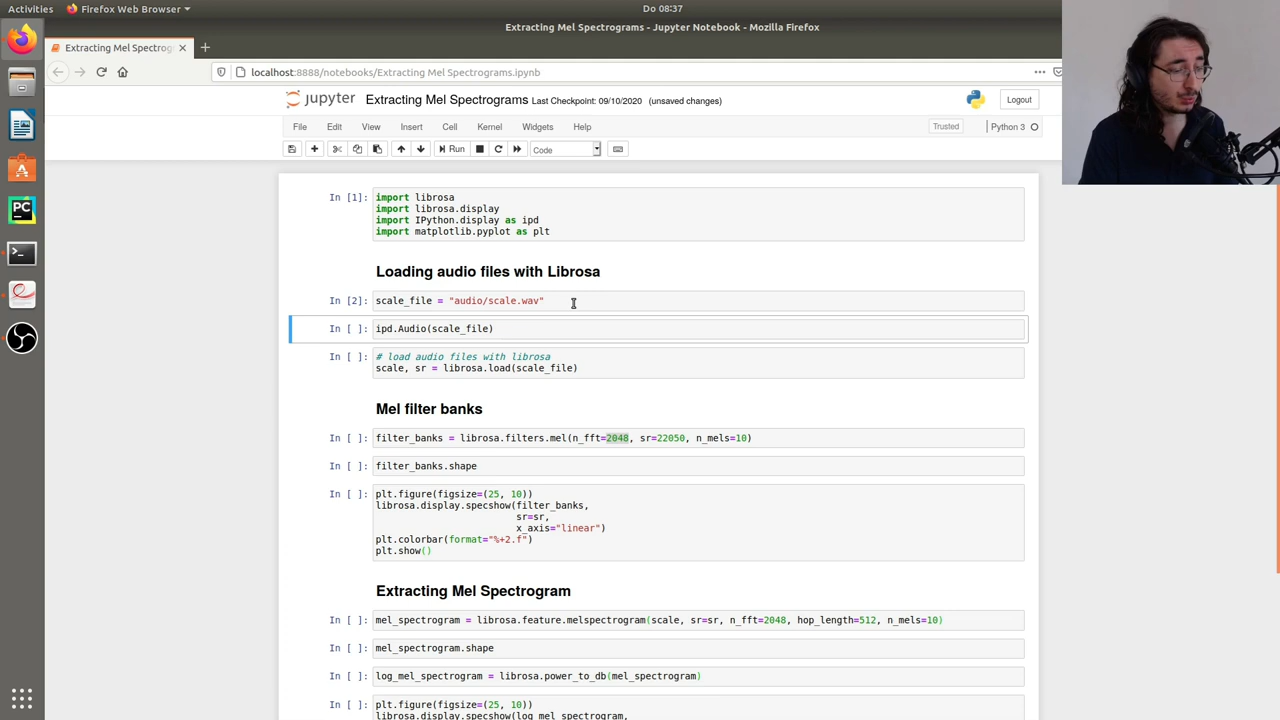 Activities
Firefox Web Browser
Do 08:37
Extracting Mel Spectrograms - Jupyter Notebook - Mozilla Firefox
Extracting Mel Spectrog
localhost:8888/notebooks/Extracting Mel Spectrograms.ipynb
jupyter Extracting Mel Spectrograms Last Checkpoint: 09/10/2020 (unsaved changes)
Logout
File Edit View Insert Cell Kernel Widgets Help
Trusted
Python 3
Run
Code
In [1]: import librosa
import librosa.display
import IPython.display as ipd
import matplotlib.pyplot as plt
Loading audio files with Librosa
In [2]: scale_file = "audio/scale.wav"
In [ ]: ipd.Audio(scale_file)
In [ ]: # load audio files with librosa
scale, sr = librosa.load(scale_file)
Mel filter banks
In [ ]: filter_banks = librosa.filters.mel(n_fft=2048, sr=22050, n_mels=10)
In [ ]: filter_banks.shape
In [ ]: plt.figure(figsize=(25, 10))
librosa.display.specshow(filter_banks,
sr=sr,
x_axis="linear")
plt.colorbar(format="%+2.f")
plt.show()
Extracting Mel Spectrogram
In [ ]: mel_spectrogram = librosa.feature.melspectrogram(scale, sr=sr, n_fft=2048, hop_length=512, n_mels=10)
In [ ]: mel_spectrogram.shape
In [ ]: log_mel_spectrogram = librosa.power_to_db(mel_spectrogram)
In [ ]: plt.figure(figsize=(25, 10))
librosa.display.specshow(log_mel_spectrogram,
PC